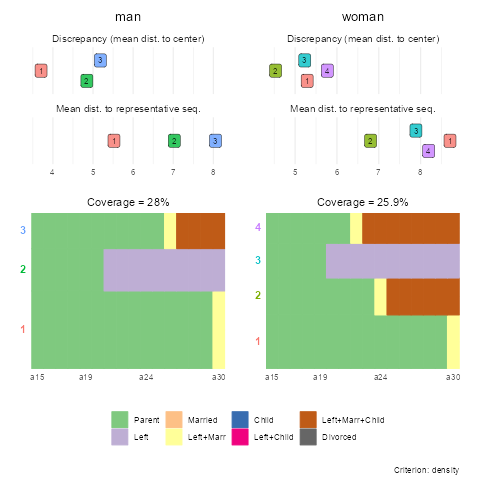 man woman
Discrepancy (mean dist. to center) Discrepancy (mean dist. to center)
3 3
1 2 4
2 1
Mean dist. to representative seq. Mean dist. to representative seq.
3
1 2 3 2 1
4
4 5 6 7 8 5 6 7 8
Coverage = 28% Coverage = 25.9%
3 4
2 3
2
1 1
a15 a19 a24 a30 a15 a19 a24 a30
Parent Married Child Left+Marr+Child
Left Left+Marr Left+Child Divorced
Criterion: density